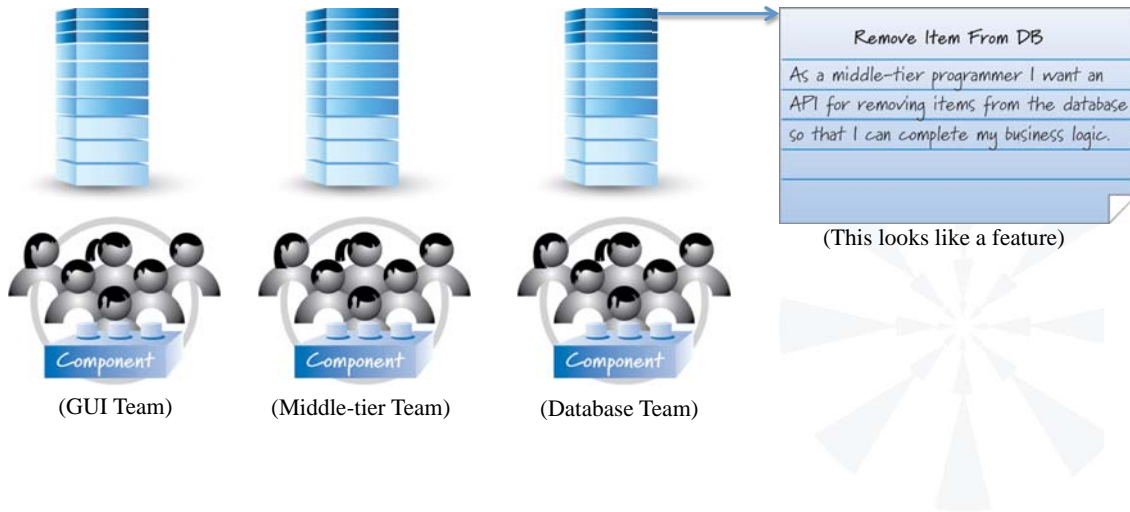 Remove Item From DB
As a middle-tier programmer I want an
API for removing items from the database
so that I can complete my business logic.
(This looks like a feature)
Component
Component
Component
(GUI Team)
(Middle-tier Team)
(Database Team)